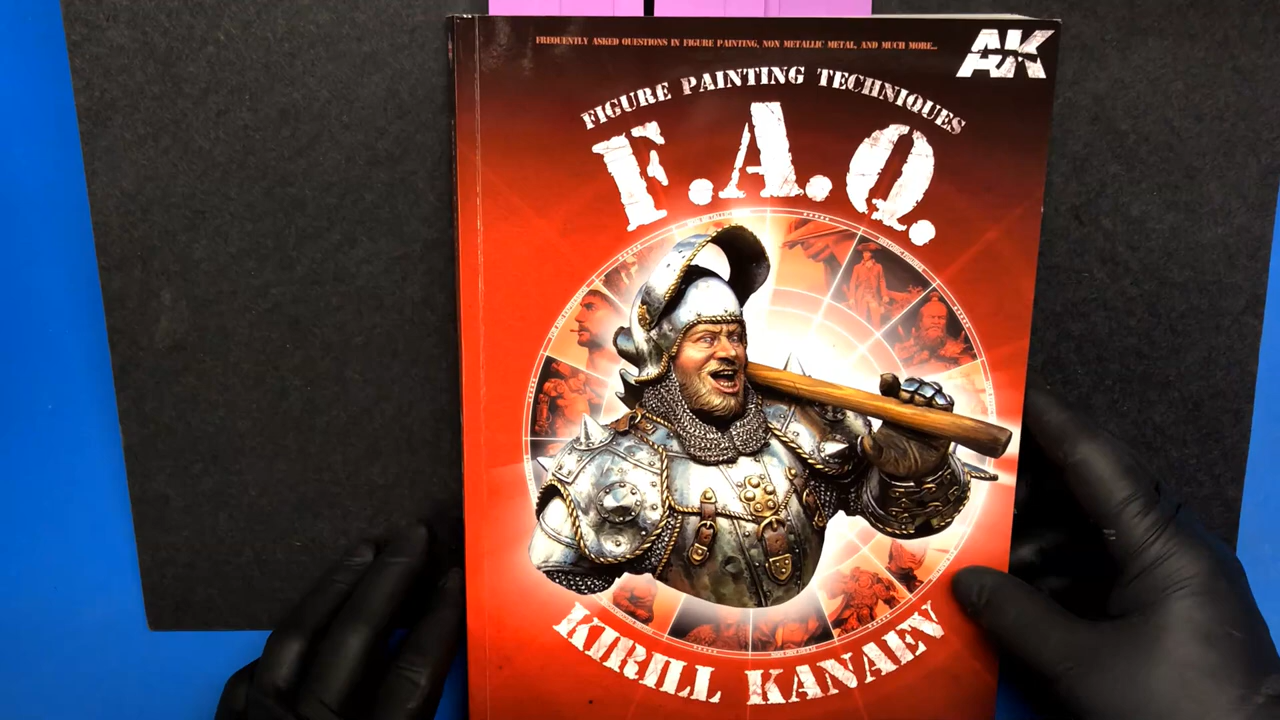 FREQUENTLY ASKED QUESTIONS IN FIGURE PAINTING, NON METALLIC METAL, AND MUCH MORE...
AK
FIGURE PAINTING TECHNIQUES
F.A.Q.
KIRILL KANAEV